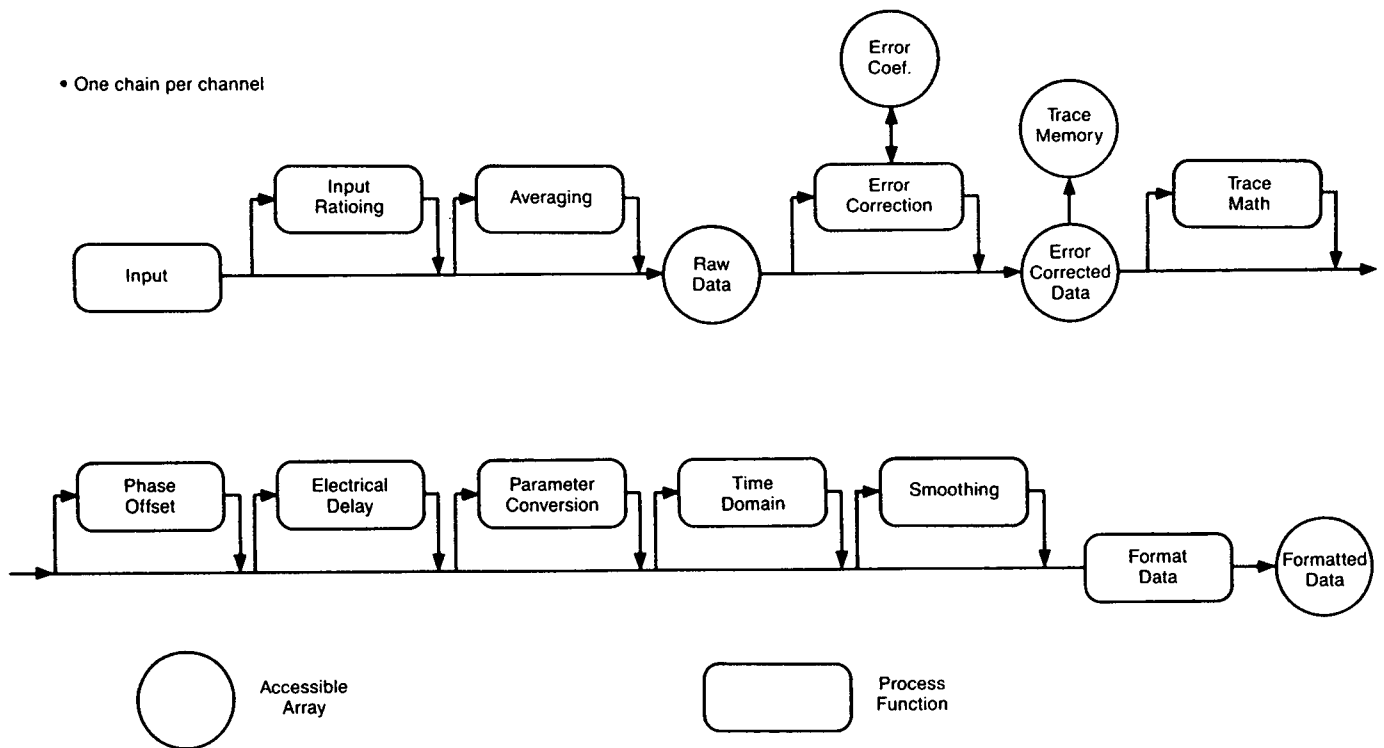 • One chain per channel
Error
Coef.
Trace
Memory
Input
Ratioing
Averaging
Error
Correction
Trace
Math
Input
Raw
Data
Error
Corrected
Data
Phase
Offset
Electrical
Delay
Parameter
Conversion
Time
Domain
Smoothing
Format
Data
Formatted
Data
Accessible
Array
Process
Function